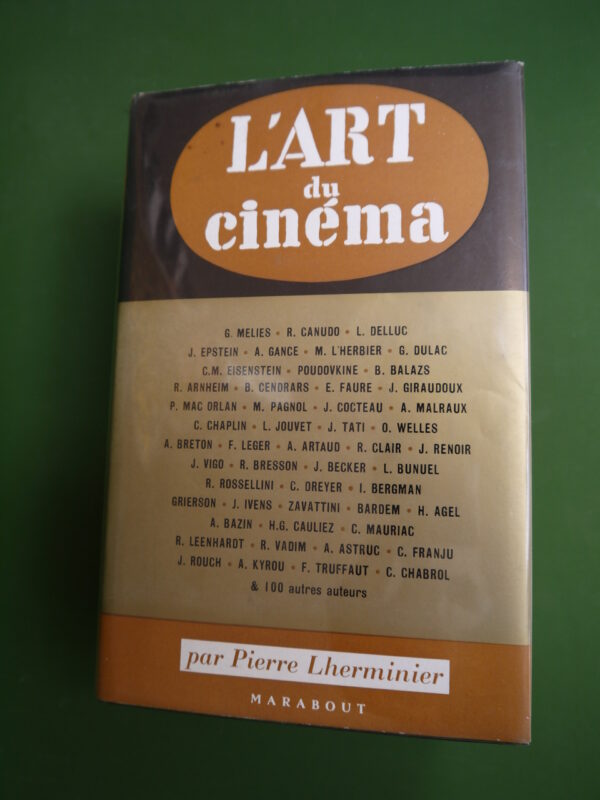 L'ART
du
cinéma
G. MELIES • R. CANUDO • L. DELLUC
J. EPSTEIN • A. GANCE • M. L'HERBIER • G. DULAC
C.M. EISENSTEIN • POUDOVKINE • B. BALAZS
R. ARNHEIM • B. CENDRARS • E. FAURE • J. GIRAUDOUX
P. MAC ORLAN • M. PAGNOL • J. COCTEAU • A. MALRAUX
C. CHAPLIN • L. JOUVET • J. TATI • O. WELLES
A. BRETON • F. LEGER • A. ARTAUD • R. CLAIR • J. RENOIR
J. VIGO • R. BRESSON • J. BECKER • L. BUNUEL
R. ROSSELLINI • C. DREYER • I. BERGMAN
GRIERSON • J. IVENS • ZAVATTINI • BARDEM • H. AGEL
A. BAZIN • H.G. CAULIEZ • C. MAURIAC
R. LEENHARDT • R. VADIM • A. ASTRUC • C. FRANJU
J. ROUCH • A. KYROU • F. TRUFFAUT • C. CHABROL
& 100 autres auteurs
par Pierre Lherminier
MARABOUT